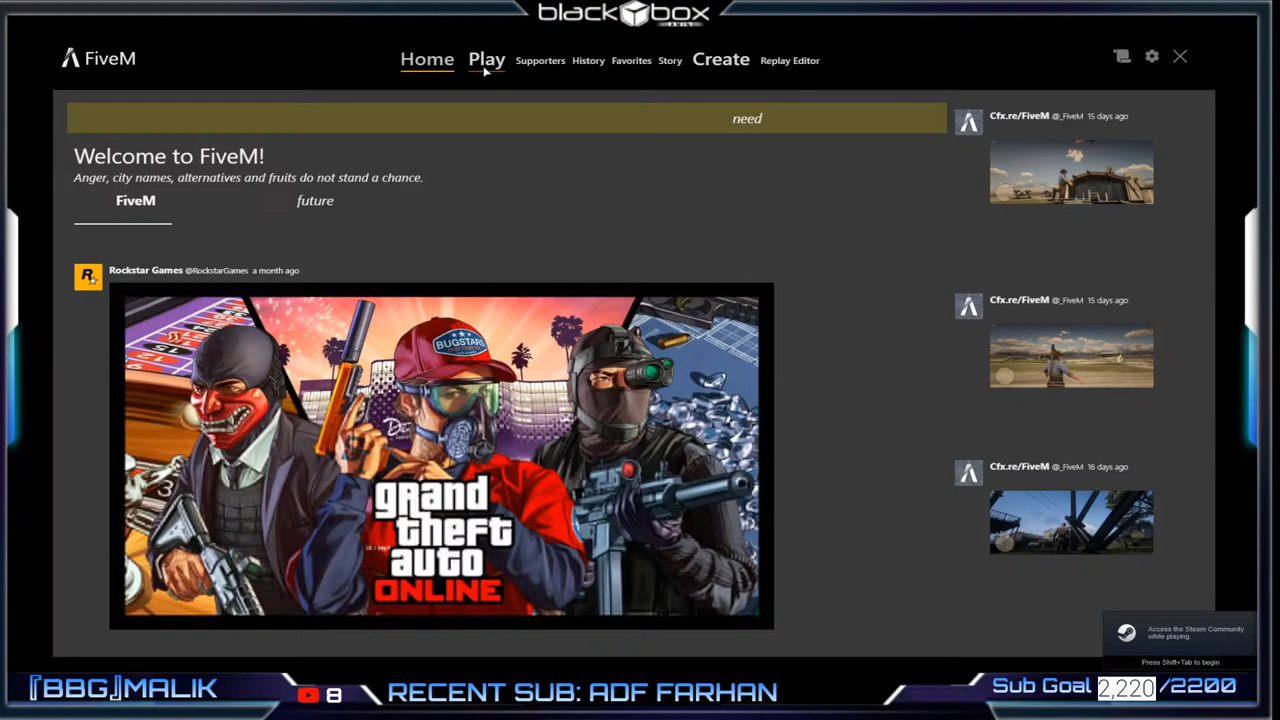 blackbox
GAMING
FiveM
Home Play Supporters History Favorites Story Create Replay Editor
need
Welcome to FiveM!
Anger, city names, alternatives and fruits do not stand a chance.
FiveM future
R
Rockstar Games @RockstarGames a month ago
BUGSTARS
grand
theft
auto
ONLINE
Cfx.re/FiveM @_FiveM 15 days ago
Cfx.re/FiveM @_FiveM 15 days ago
Cfx.re/FiveM @_FiveM 16 days ago
Access the Steam Community
while playing.
Press Shift+Tab to begin
『BBG』MALIK
8
RECENT SUB: ADF FARHAN
Sub Goal 2,220/2200